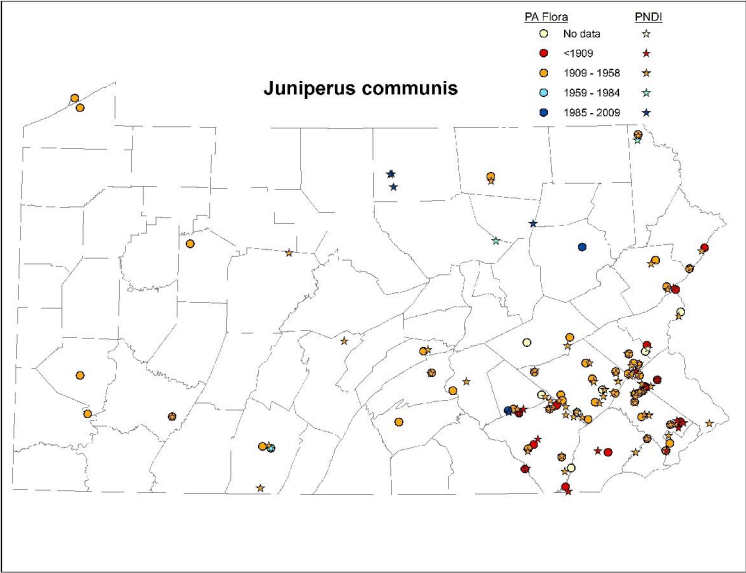 PA Flora PNDI
No data
<1909
1909 - 1958
1959 - 1984
1985 - 2009
Juniperus communis